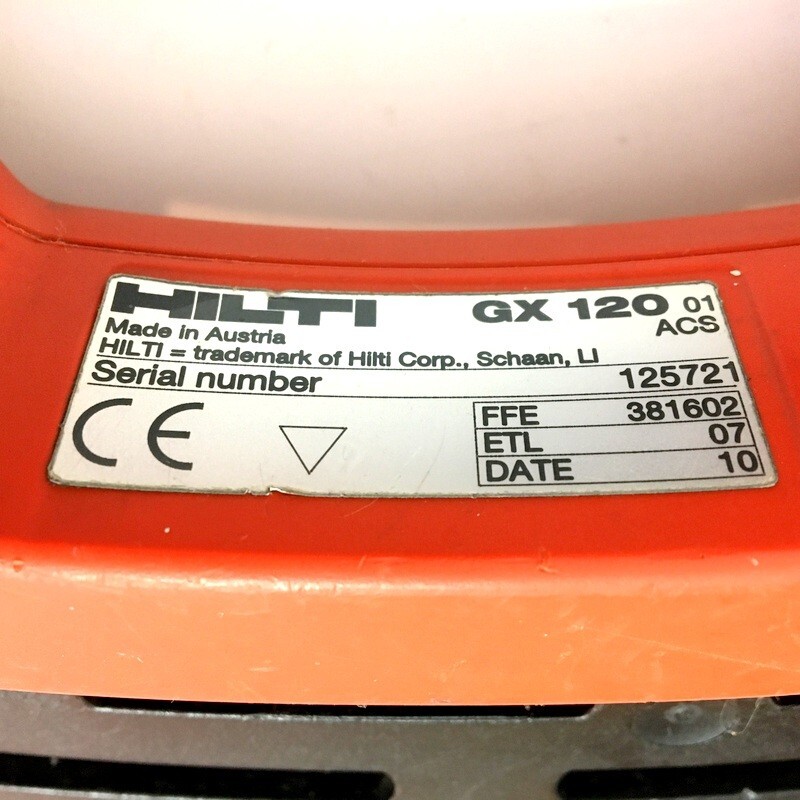 HILTI GX 120 01
Made in Austria ACS
HILTI = trademark of Hilti Corp., Schaan, LI
Serial number 125721
CE
FFE 381602
ETL 07
DATE 10